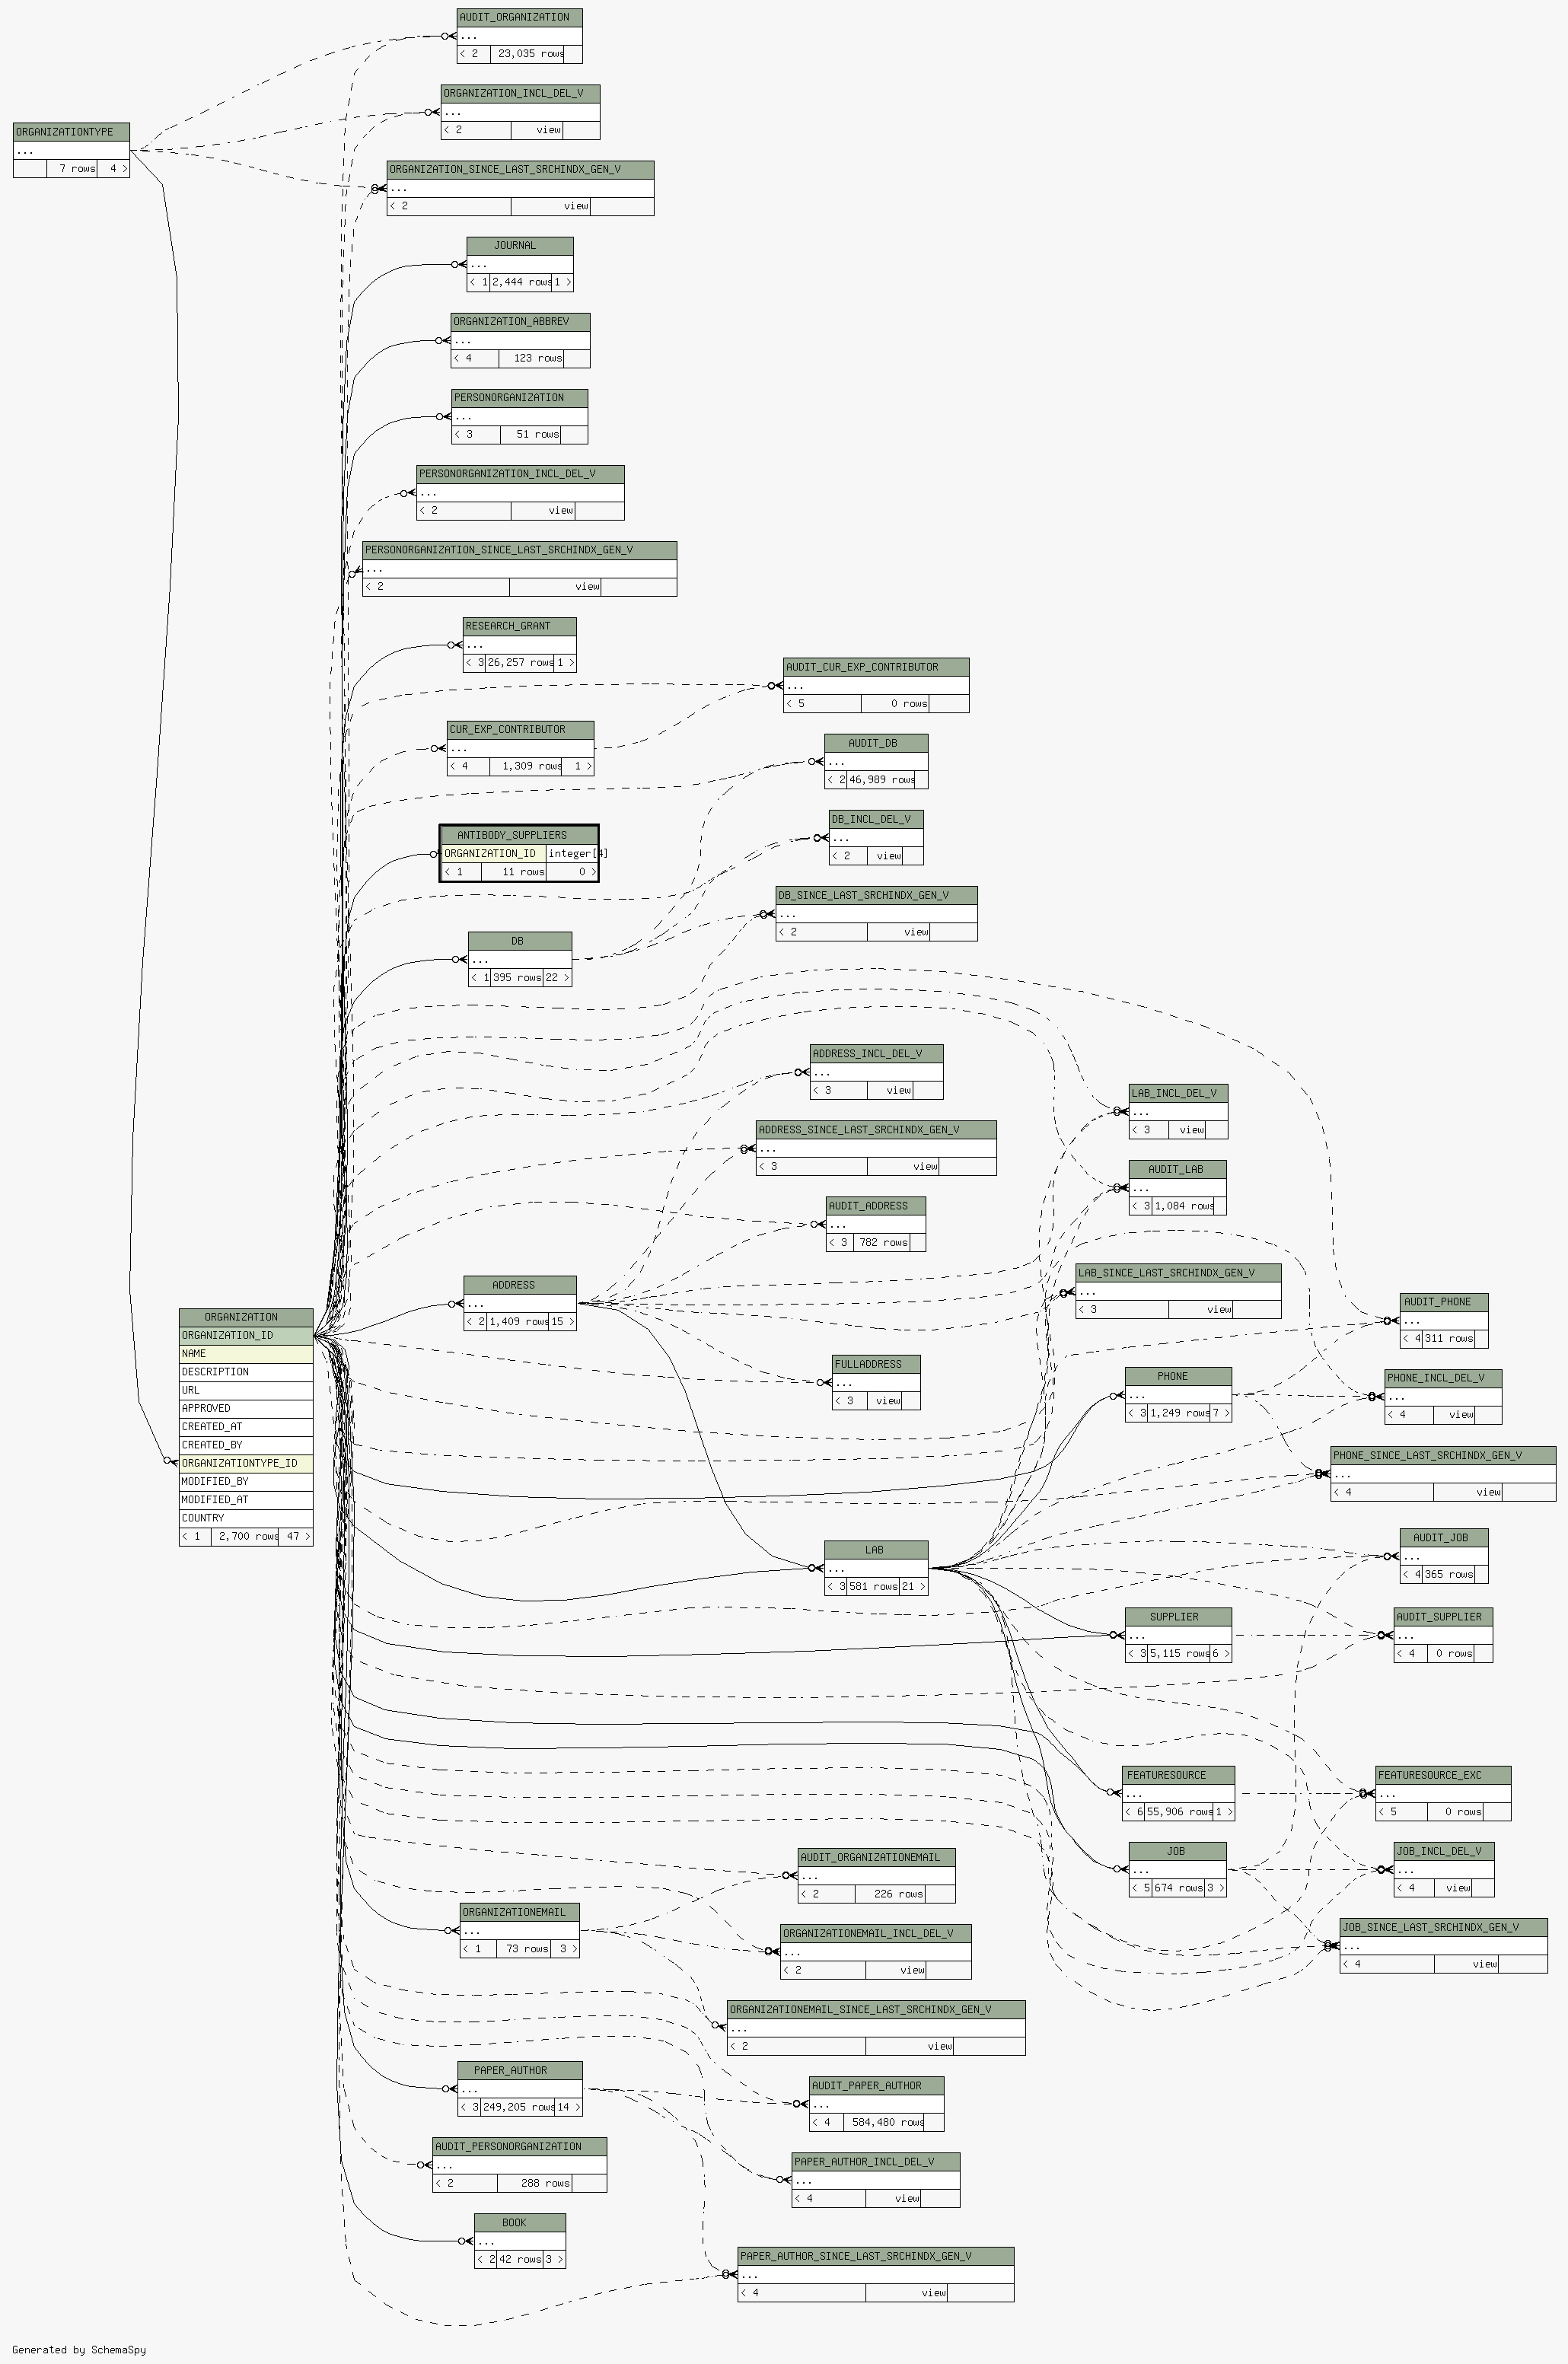 AUDIT_ORGANIZATION
...
< 2 23,035 rows
ORGANIZATION_INCL_DEL_V
...
< 2 view
ORGANIZATIONTYPE
...
7 rows 4 >
ORGANIZATION_SINCE_LAST_SRCHINDX_GEN_V
...
< 2 view
JOURNAL
...
< 1 2,444 rows 1 >
ORGANIZATION_ABBREV
...
< 4 123 rows
PERSONORGANIZATION
...
< 3 51 rows
PERSONORGANIZATION_INCL_DEL_V
...
< 2 view
PERSONORGANIZATION_SINCE_LAST_SRCHINDX_GEN_V
...
< 2 view
RESEARCH_GRANT
...
< 3 26,257 rows 1 >
AUDIT_CUR_EXP_CONTRIBUTOR
...
< 5 0 rows
CUR_EXP_CONTRIBUTOR
...
< 4 1,309 rows 1 >
AUDIT_DB
...
< 2 46,989 rows
ANTIBODY_SUPPLIERS
ORGANIZATION_ID integer[4]
< 1 11 rows 0 >
DB_INCL_DEL_V
...
< 2 view
DB_SINCE_LAST_SRCHINDX_GEN_V
...
< 2 view
DB
...
< 1 395 rows 22 >
ADDRESS_INCL_DEL_V
...
< 3 view
LAB_INCL_DEL_V
...
< 3 view
ADDRESS_SINCE_LAST_SRCHINDX_GEN_V
...
< 3 view
AUDIT_LAB
...
< 3 1,084 rows
AUDIT_ADDRESS
...
< 3 782 rows
LAB_SINCE_LAST_SRCHINDX_GEN_V
...
< 3 view
ADDRESS
...
< 2 1,409 rows 15 >
AUDIT_PHONE
...
< 4 311 rows
ORGANIZATION
ORGANIZATION_ID
NAME
DESCRIPTION
URL
APPROVED
CREATED_AT
CREATED_BY
ORGANIZATIONTYPE_ID
MODIFIED_BY
MODIFIED_AT
COUNTRY
< 1 2,700 rows 47 >
FULLADDRESS
...
< 3 view
PHONE
...
< 3 1,249 rows 7 >
PHONE_INCL_DEL_V
...
< 4 view
PHONE_SINCE_LAST_SRCHINDX_GEN_V
...
< 4 view
LAB
...
< 3 581 rows 21 >
AUDIT_JOB
...
< 4 365 rows
SUPPLIER
...
< 3 5,115 rows 6 >
AUDIT_SUPPLIER
...
< 4 0 rows
FEATURESOURCE
...
< 6 55,906 rows 1 >
FEATURESOURCE_EXC
...
< 5 0 rows
JOB
...
< 5 674 rows 3 >
JOB_INCL_DEL_V
...
< 4 view
AUDIT_ORGANIZATIONEMAIL
...
< 2 226 rows
ORGANIZATIONEMAIL
...
< 1 73 rows 3 >
ORGANIZATIONEMAIL_INCL_DEL_V
...
< 2 view
JOB_SINCE_LAST_SRCHINDX_GEN_V
...
< 4 view
ORGANIZATIONEMAIL_SINCE_LAST_SRCHINDX_GEN_V
...
< 2 view
PAPER_AUTHOR
...
< 3 249,205 rows 14 >
AUDIT_PAPER_AUTHOR
...
< 4 584,480 rows
AUDIT_PERSONORGANIZATION
...
< 2 288 rows
PAPER_AUTHOR_INCL_DEL_V
...
< 4 view
BOOK
...
< 2 42 rows 3 >
PAPER_AUTHOR_SINCE_LAST_SRCHINDX_GEN_V
...
< 4 view
Generated by SchemaSpy